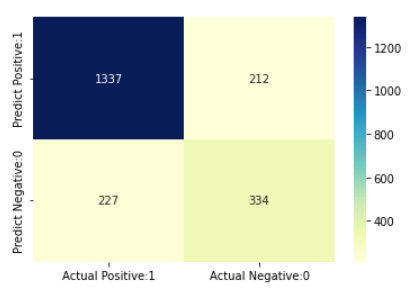 Predict Positive:1
1337
212
Predict Negative:0
227
334
Actual Positive:1
Actual Negative:0
1200
1000
800
600
400